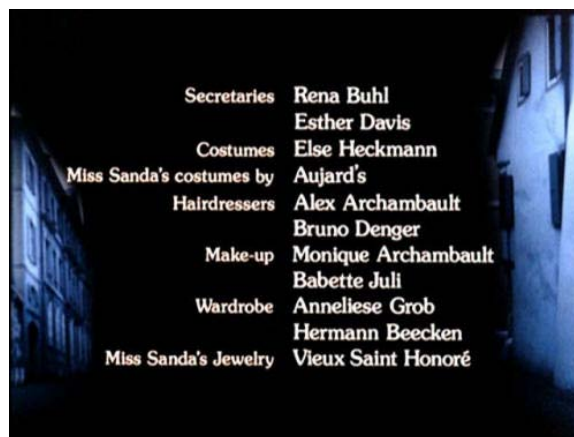 Secretaries Rena Buhl
Esther Davis
Costumes Else Heckmann
Miss Sanda's costumes by Aujard's
Hairdressers Alex Archambault
Bruno Denger
Make-up Monique Archambault
Babette Juli
Wardrobe Anneliese Grob
Hermann Beecken
Miss Sanda's Jewelry Vieux Saint Honoré